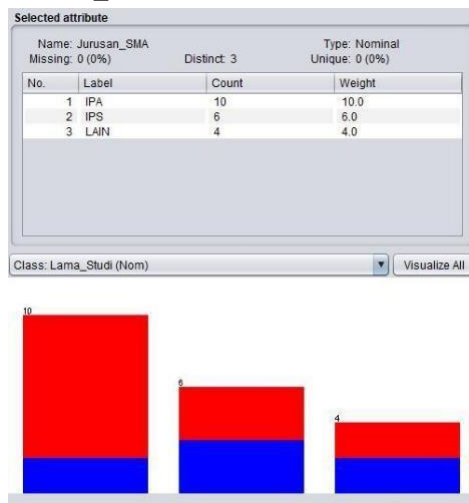 Selected attribute
Name: Jurusan_SMA Type: Nominal
Missing: 0 (0%) Distinct: 3 Unique: 0 (0%)
No. Label Count Weight
1 IPA 10 10.0
2 IPS 6 6.0
3 LAIN 4 4.0
Class: Lama_Studi (Nom) Visualize All
10
6
4